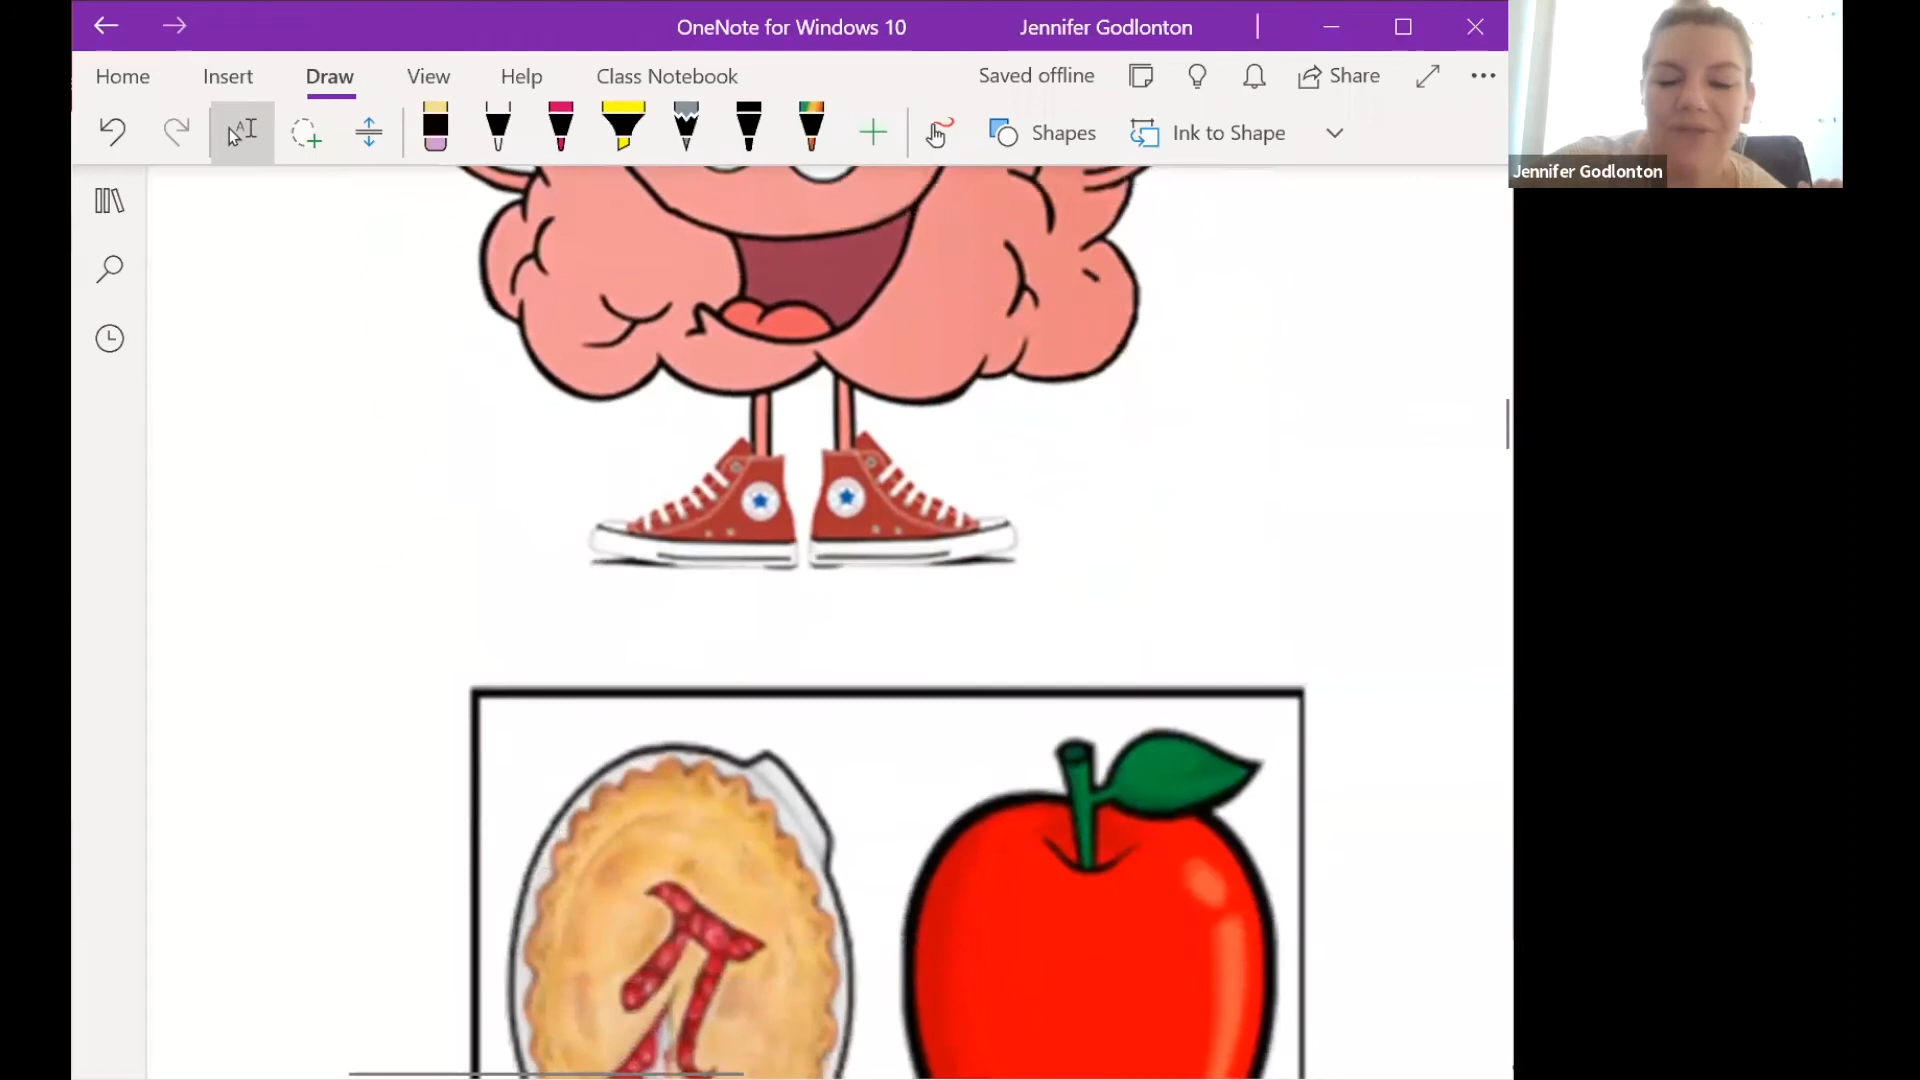 OneNote for Windows 10
Jennifer Godlonton
Home Insert Draw View Help Class Notebook
Saved offline
Share
Shapes
Ink to Shape
Jennifer Godlonton
π